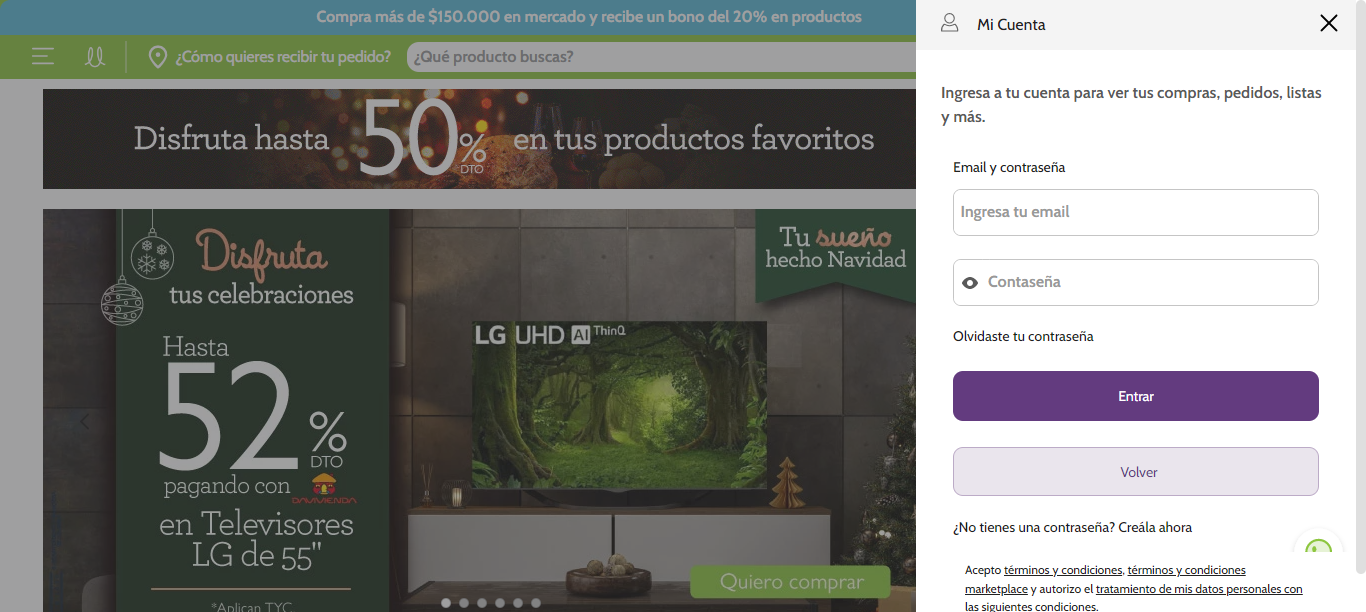 Compra más de $150.000 en mercado y recibe un bono del 20% en productos
¿Cómo quieres recibir tu pedido?
¿Qué producto buscas?
Disfruta hasta 50% DTO en tus productos favoritos
Disfruta
tus celebraciones
Hasta
52% DTO
pagando con DAVIVIENDA
en Televisores
LG de 55"
*Aplican TYC
LG UHD AI ThinQ
Tu sueño
hecho Navidad
Quiero comprar
Mi Cuenta
Ingresa a tu cuenta para ver tus compras, pedidos, listas
y más.
Email y contraseña
Ingresa tu email
Contaseña
Olvidaste tu contraseña
Entrar
Volver
¿No tienes una contraseña? Creála ahora
Acepto términos y condiciones, términos y condiciones
marketplace y autorizo el tratamiento de mis datos personales con
las siguientes condiciones.